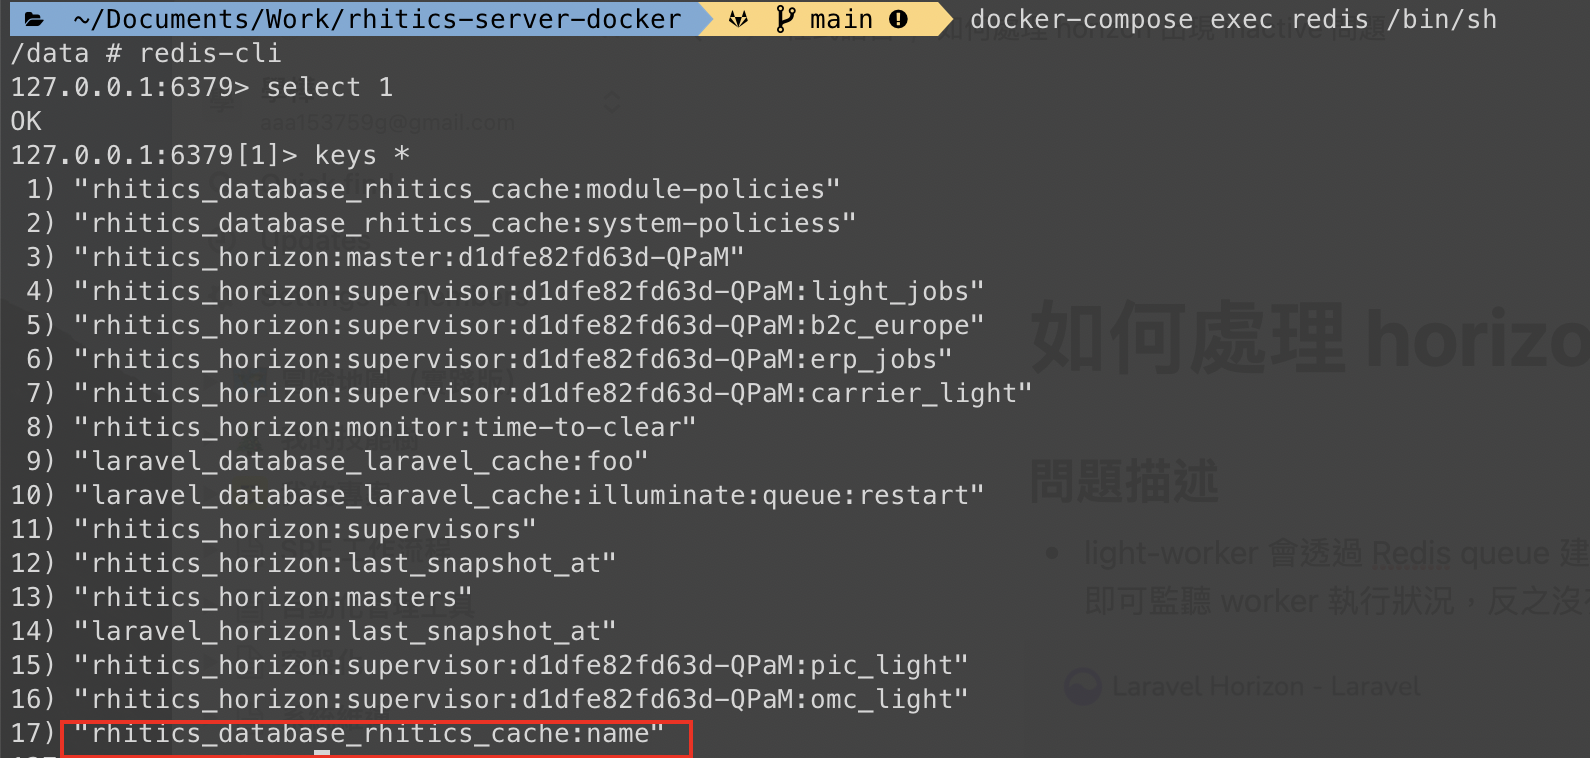 ~/Documents/Work/rhitics-server-docker main docker-compose exec redis /bin/sh
/data # redis-cli
127.0.0.1:6379> select 1
OK
127.0.0.1:6379[1]> keys *
1) "rhitics_database_rhitics_cache:module-policies"
2) "rhitics_database_rhitics_cache:system-policiess"
3) "rhitics_horizon:master:d1dfe82fd63d-QPaM"
4) "rhitics_horizon:supervisor:d1dfe82fd63d-QPaM:light_jobs"
5) "rhitics_horizon:supervisor:d1dfe82fd63d-QPaM:b2c_europe"
6) "rhitics_horizon:supervisor:d1dfe82fd63d-QPaM:erp_jobs"
7) "rhitics_horizon:supervisor:d1dfe82fd63d-QPaM:carrier_light"
8) "rhitics_horizon:monitor:time-to-clear"
9) "laravel_database_laravel_cache:foo"
10) "laravel_database_laravel_cache:illuminate:queue:restart"
11) "rhitics_horizon:supervisors"
12) "rhitics_horizon:last_snapshot_at"
13) "rhitics_horizon:masters"
14) "laravel_horizon:last_snapshot_at"
15) "rhitics_horizon:supervisor:d1dfe82fd63d-QPaM:pic_light"
16) "rhitics_horizon:supervisor:d1dfe82fd63d-QPaM:omc_light"
17) "rhitics_database_rhitics_cache:name"
如何處理 horizo
問題描述
light-worker 會透過 Redis queue 建
即可監聽 worker 執行狀況，反之沒
Laravel Horizon - Laravel